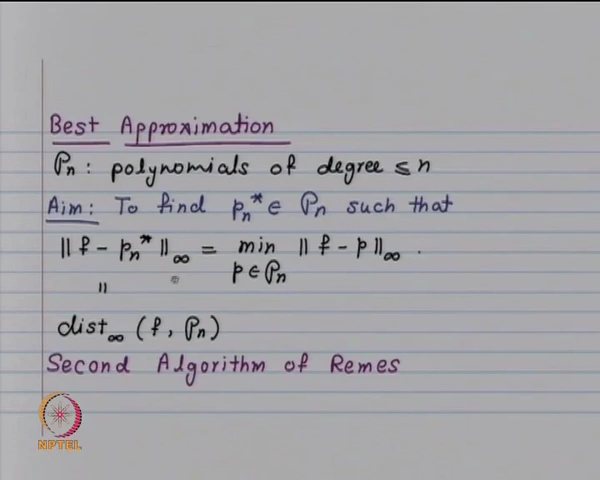 Best Approximation
𝒫n : polynomials of degree ≤ n
Aim: To find pn* ∈ 𝒫n such that
‖ f - pn* ‖∞ = min ‖ f - p ‖∞ .
p ∈ 𝒫n
"
dist∞ ( f , 𝒫n )
Second Algorithm of Remes
NPTEL